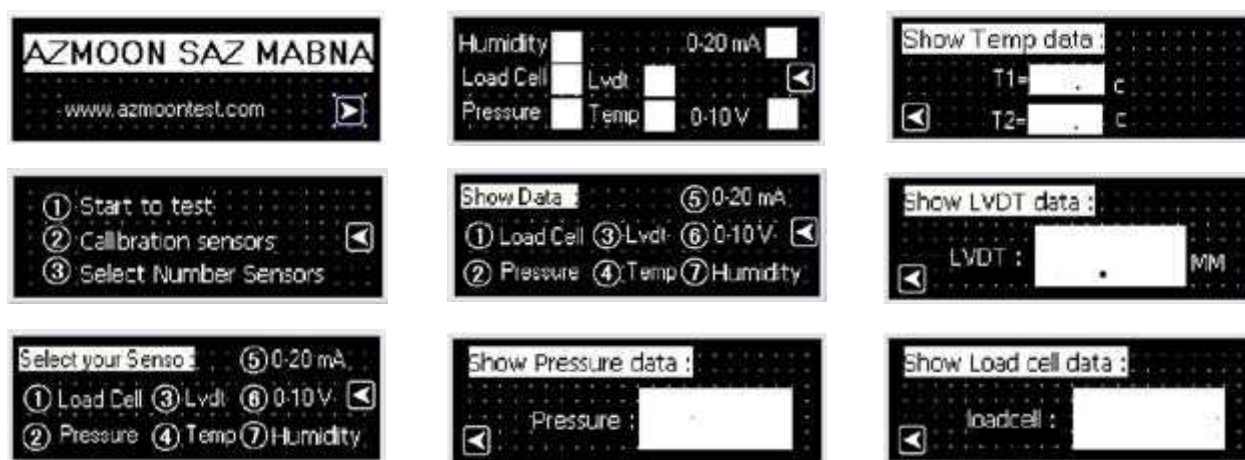 AZMOON SAZ MABNA
www.azmoontest.com
Humidity 0-20 mA
Load Cell Lvdt
Pressure Temp 0-10 V
Show Temp data :
T1= . C
T2= . C
① Start to test
② Calibration sensors
③ Select Number Sensors
Show Data : ⑤ 0-20 mA
① Load Cell ③ Lvdt ⑥ 0-10 V
② Pressure ④ Temp ⑦ Humidity
Show LVDT data :
LVDT : . MM
Select your Senso : ⑤ 0-20 mA
① Load Cell ③ Lvdt ⑥ 0-10 V
② Pressure ④ Temp ⑦ Humidity
Show Pressure data :
Pressure :
Show Load cell data :
loadcell :